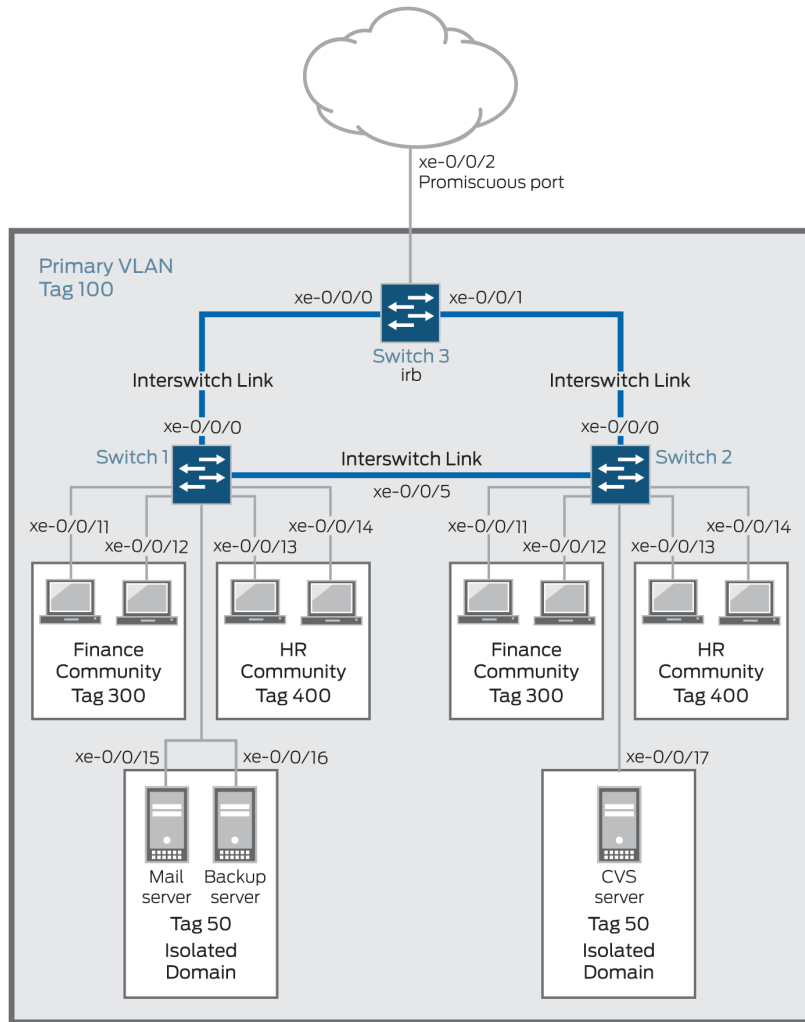 xe-0/0/2
Promiscuous port
Primary VLAN
Tag 100
xe-0/0/0
xe-0/0/1
Switch 3
irb
Interswitch Link
Interswitch Link
xe-0/0/0
xe-0/0/0
Switch 1
Interswitch Link
Switch 2
xe-0/0/5
xe-0/0/11
xe-0/0/12
xe-0/0/13
xe-0/0/14
xe-0/0/11
xe-0/0/12
xe-0/0/13
xe-0/0/14
Finance
Community
Tag 300
HR
Community
Tag 400
Finance
Community
Tag 300
HR
Community
Tag 400
xe-0/0/15
xe-0/0/16
xe-0/0/17
Mail
server
Backup
server
Tag 50
Isolated
Domain
CVS
server
Tag 50
Isolated
Domain